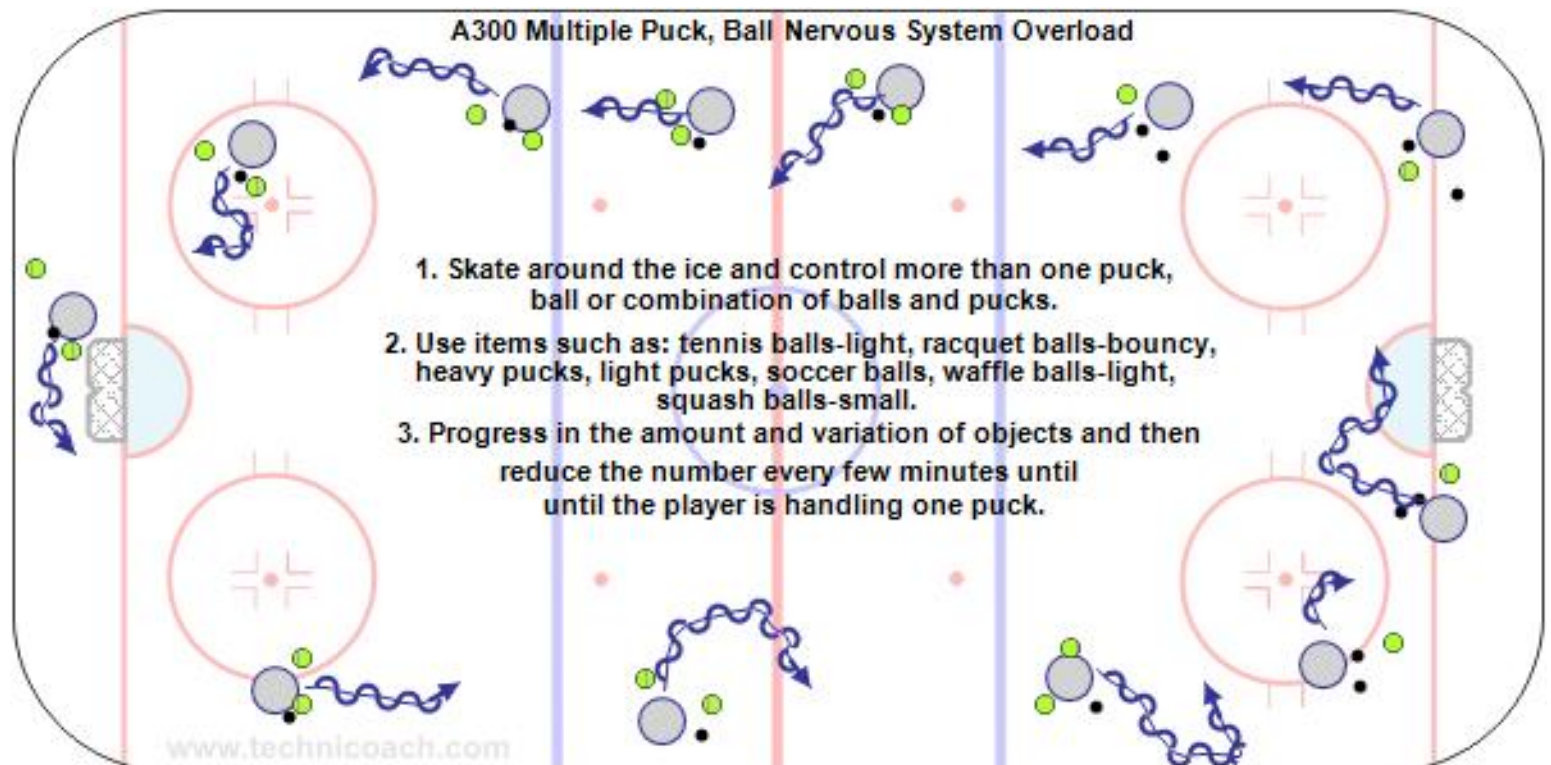 A300 Multiple Puck, Ball Nervous System Overload
1. Skate around the ice and control more than one puck,
ball or combination of balls and pucks.
2. Use items such as: tennis balls-light, racquet balls-bouncy,
heavy pucks, light pucks, soccer balls, waffle balls-light,
squash balls-small.
3. Progress in the amount and variation of objects and then
reduce the number every few minutes until
until the player is handling one puck.
www.technicoach.com